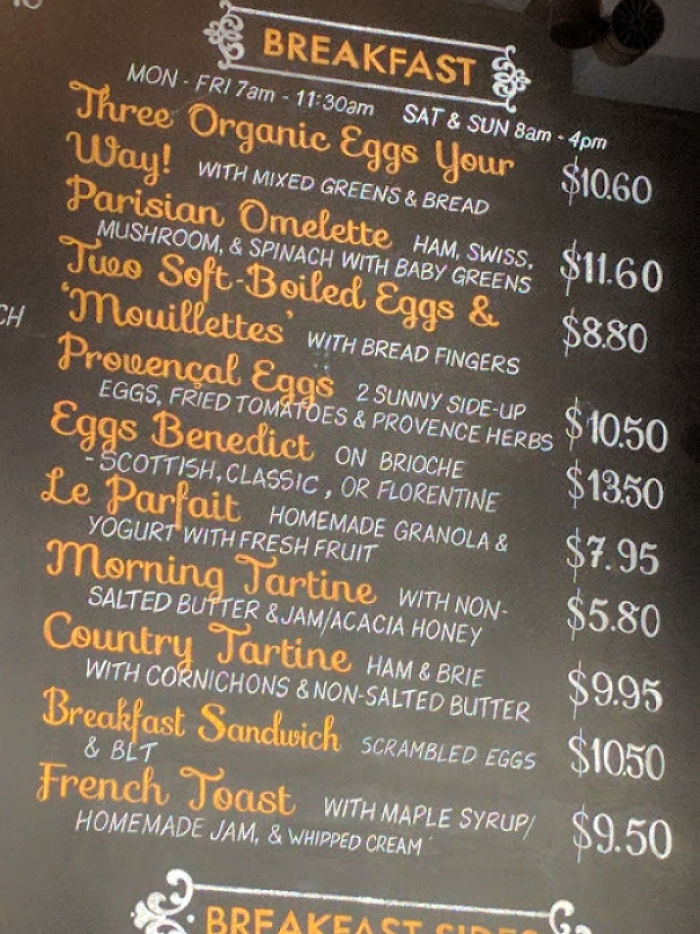 BREAKFAST
MON - FRI 7am - 11:30am SAT & SUN 8am - 4pm
Three Organic Eggs Your
Way! WITH MIXED GREENS & BREAD $10.60
Parisian Omelette HAM, SWISS,
MUSHROOM, & SPINACH WITH BABY GREENS $11.60
Two Soft-Boiled Eggs &
'Mouillettes' WITH BREAD FINGERS $8.80
Provençal Eggs 2 SUNNY SIDE-UP
EGGS, FRIED TOMATOES & PROVENCE HERBS $10.50
Eggs Benedict ON BRIOCHE
- SCOTTISH, CLASSIC, OR FLORENTINE $13.50
Le Parfait HOMEMADE GRANOLA &
YOGURT WITH FRESH FRUIT $7.95
Morning Tartine WITH NON-
SALTED BUTTER & JAM/ACACIA HONEY $5.80
Country Tartine HAM & BRIE
WITH CORNICHONS & NON-SALTED BUTTER $9.95
Breakfast Sandwich SCRAMBLED EGGS
& BLT $10.50
French Toast WITH MAPLE SYRUP/
HOMEMADE JAM, & WHIPPED CREAM $9.50
BREAKFAST SIDES